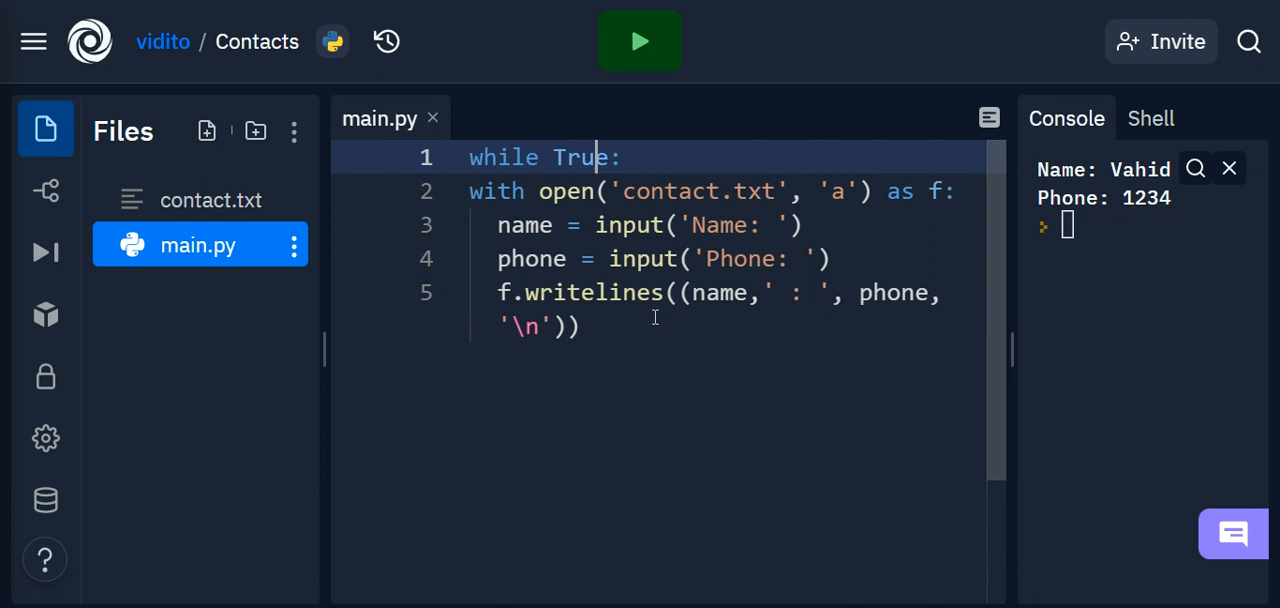 vidito / Contacts
Invite
Files
main.py
Console
Shell
contact.txt
main.py
1 while True:
2 with open('contact.txt', 'a') as f:
3 name = input('Name: ')
4 phone = input('Phone: ')
5 f.writelines((name,' : ', phone,
'\n'))
Name: Vahid
Phone: 1234
?